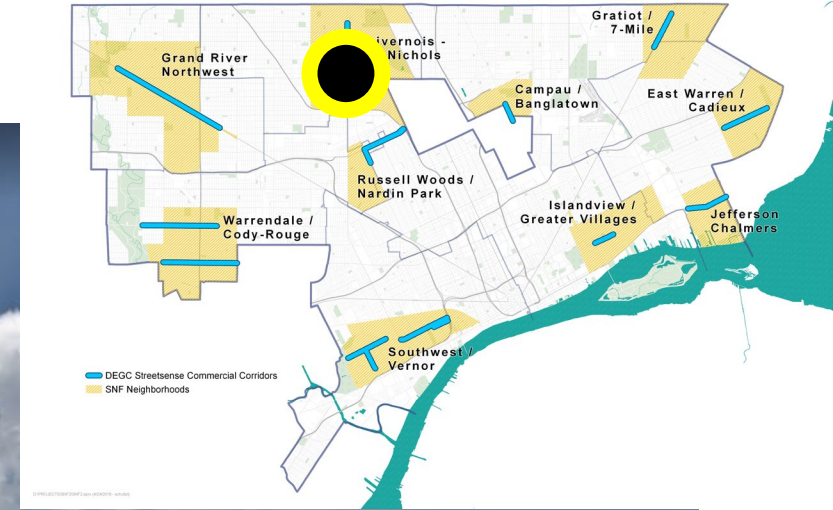 Gratiot /
7-Mile
ivernois -
Nichols
Grand River
Northwest
Campau /
Banglatown
East Warren /
Cadieux
Russell Woods /
Nardin Park
Islandview /
Greater Villages
Warrendale /
Cody-Rouge
Jefferson
Chalmers
Southwest /
Vernor
DEGC Streetsense Commercial Corridors
SNF Neighborhoods